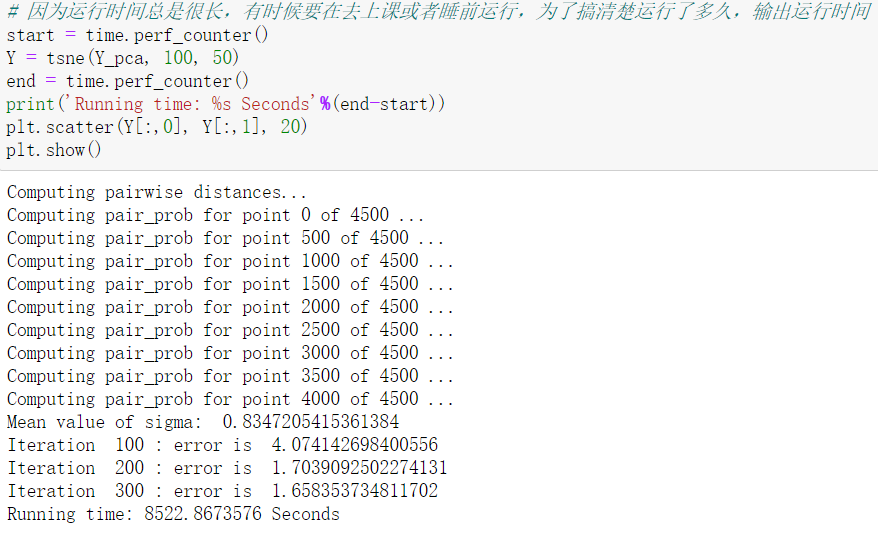 # 因为运行时间总是很长，有时候要在去上课或者睡前运行，为了搞清楚运行了多久，输出运行时间
start = time.perf_counter()
Y = tsne(Y_pca, 100, 50)
end = time.perf_counter()
print('Running time: %s Seconds'%(end-start))
plt.scatter(Y[:,0], Y[:,1], 20)
plt.show()
Computing pairwise distances...
Computing pair_prob for point 0 of 4500 ...
Computing pair_prob for point 500 of 4500 ...
Computing pair_prob for point 1000 of 4500 ...
Computing pair_prob for point 1500 of 4500 ...
Computing pair_prob for point 2000 of 4500 ...
Computing pair_prob for point 2500 of 4500 ...
Computing pair_prob for point 3000 of 4500 ...
Computing pair_prob for point 3500 of 4500 ...
Computing pair_prob for point 4000 of 4500 ...
Mean value of sigma:  0.8347205415361384
Iteration  100 : error is  4.074142698400556
Iteration  200 : error is  1.7039092502274131
Iteration  300 : error is  1.658353734811702
Running time: 8522.8673576 Seconds